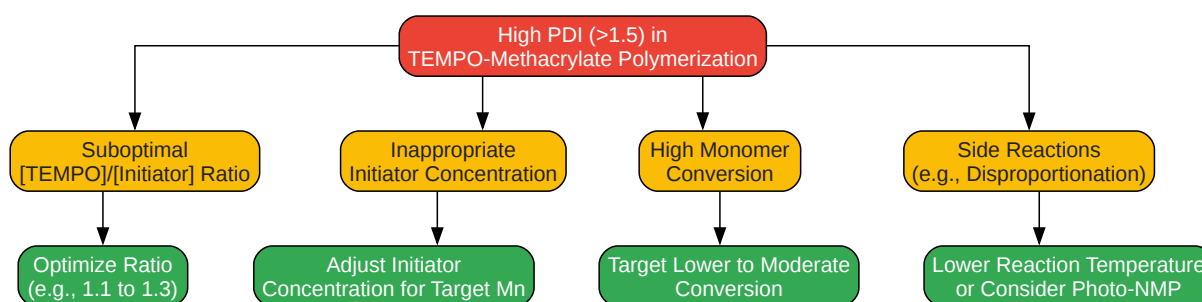 High PDI (>1.5) in
TEMPO-Methacrylate Polymerization
Suboptimal
[TEMPO]/[Initiator] Ratio
Inappropriate
Initiator Concentration
High Monomer
Conversion
Side Reactions
(e.g., Disproportionation)
Optimize Ratio
(e.g., 1.1 to 1.3)
Adjust Initiator
Concentration for Target Mn
Target Lower to Moderate
Conversion
Lower Reaction Temperature
or Consider Photo-NMP